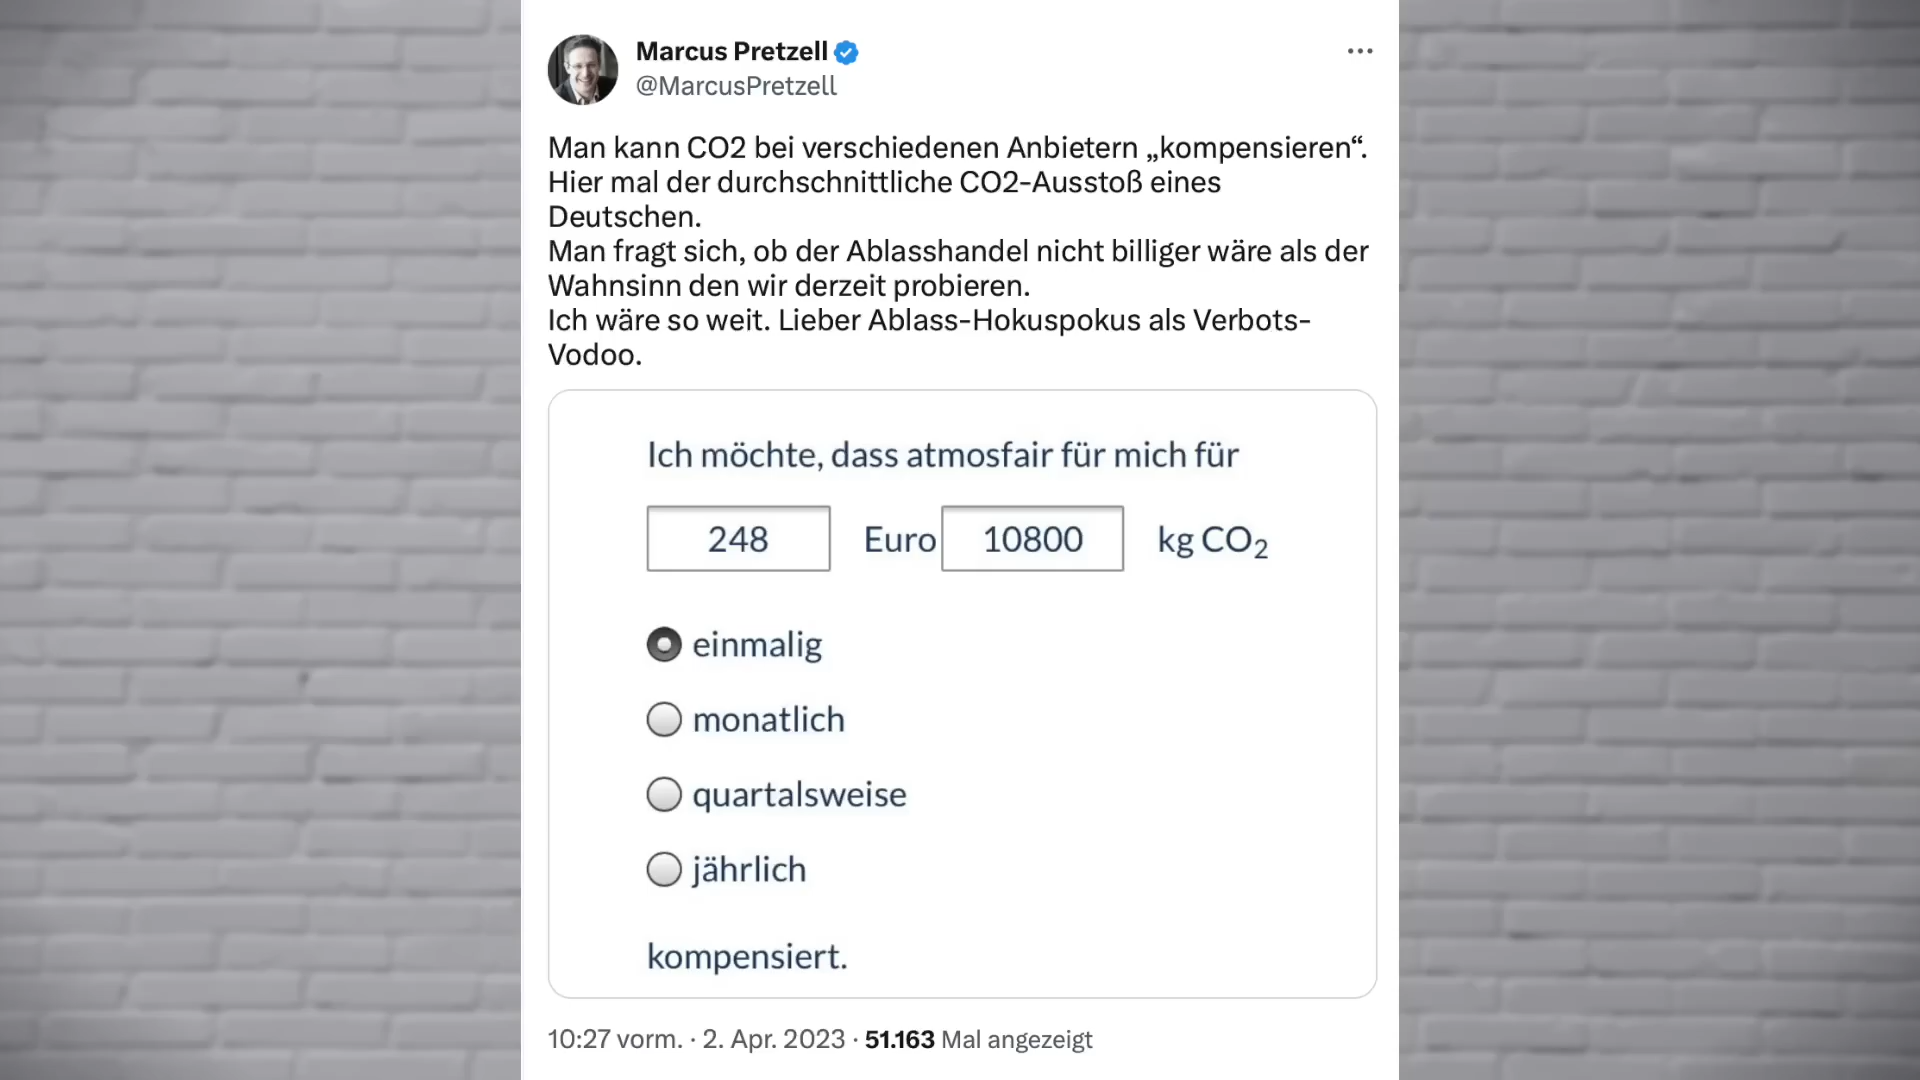 Marcus Pretzell
@MarcusPretzell
Man kann CO2 bei verschiedenen Anbietern „kompensieren“.
Hier mal der durchschnittliche CO2-Ausstoß eines
Deutschen.
Man fragt sich, ob der Ablasshandel nicht billiger wäre als der
Wahnsinn den wir derzeit probieren.
Ich wäre so weit. Lieber Ablass-Hokuspokus als Verbots-
Vodoo.
Ich möchte, dass atmosfair für mich für
248 Euro 10800 kg CO₂
einmalig
monatlich
quartalsweise
jährlich
kompensiert.
10:27 vorm. · 2. Apr. 2023 · 51.163 Mal angezeigt